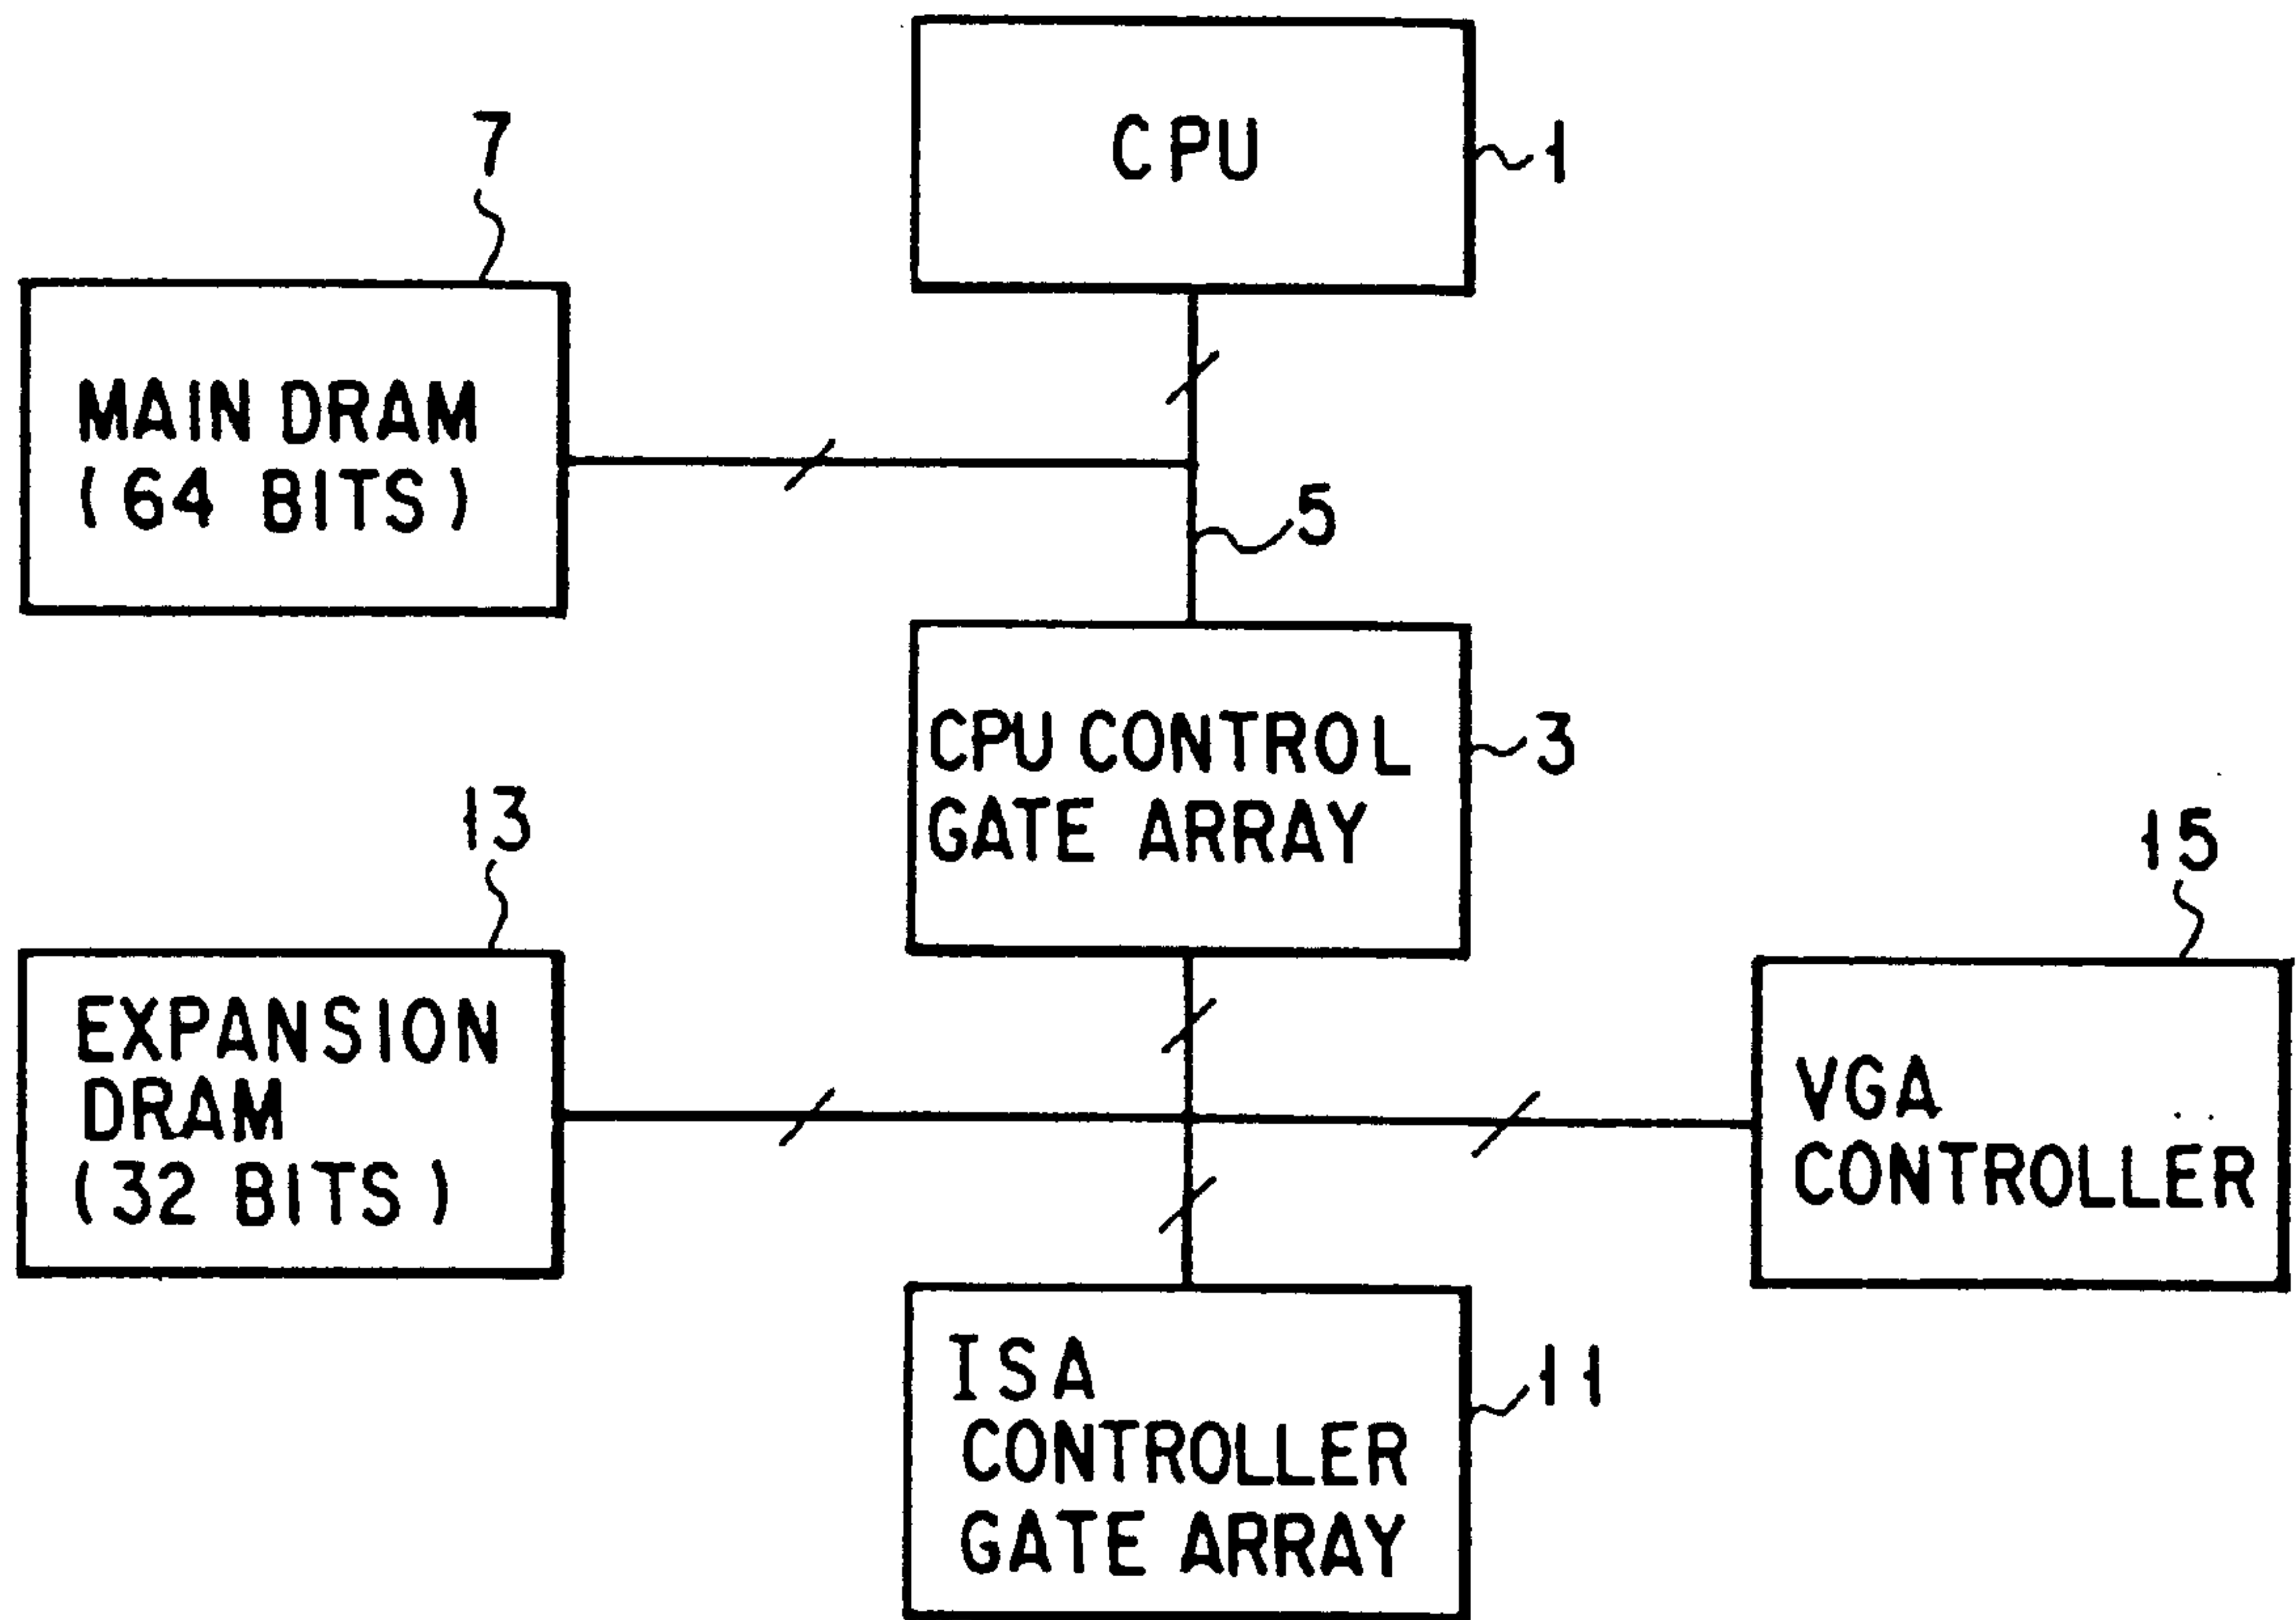 CPU
1
7
MAIN DRAM
(64 BITS)
5
CPU CONTROL
GATE ARRAY
3
13
EXPANSION
DRAM
(32 BITS)
15
VGA
CONTROLLER
ISA
CONTROLLER
GATE ARRAY
11